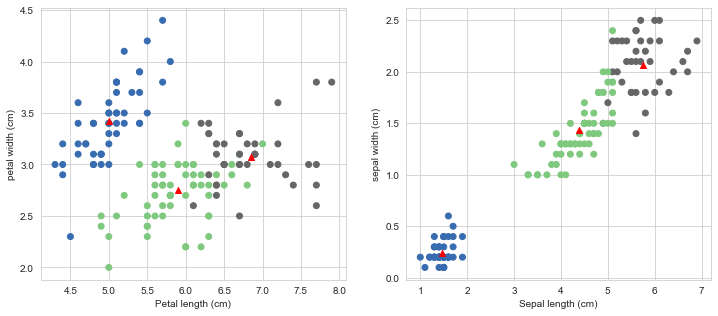 4.5
4.0
3.5
3.0
2.5
2.0
petal width (cm)
4.5 5.0 5.5 6.0 6.5 7.0 7.5 8.0
Petal length (cm)
2.5
2.0
1.5
1.0
0.5
0.0
sepal width (cm)
1 2 3 4 5 6 7
Sepal length (cm)